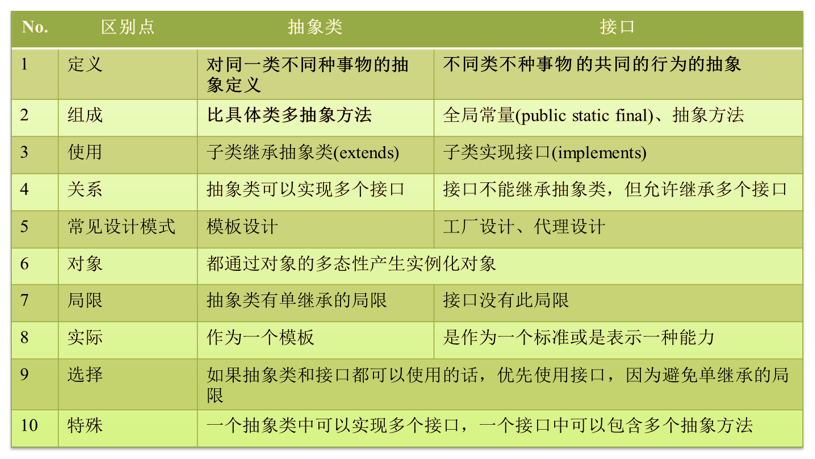 No. 区别点 抽象类 接口
1 定义 对同一类不同种事物的抽 不同类不种事物 的共同的行为的抽象
象定义
2 组成 比具体类多抽象方法 全局常量(public static final)、抽象方法
3 使用 子类继承抽象类(extends) 子类实现接口(implements)
4 关系 抽象类可以实现多个接口 接口不能继承抽象类，但允许继承多个接口
5 常见设计模式 模板设计 工厂设计、代理设计
6 对象 都通过对象的多态性产生实例化对象
7 局限 抽象类有单继承的局限 接口没有此局限
8 实际 作为一个模板 是作为一个标准或是表示一种能力
9 选择 如果抽象类和接口都可以使用的话，优先使用接口，因为避免单继承的局
限
10 特殊 一个抽象类中可以实现多个接口，一个接口中可以包含多个抽象方法